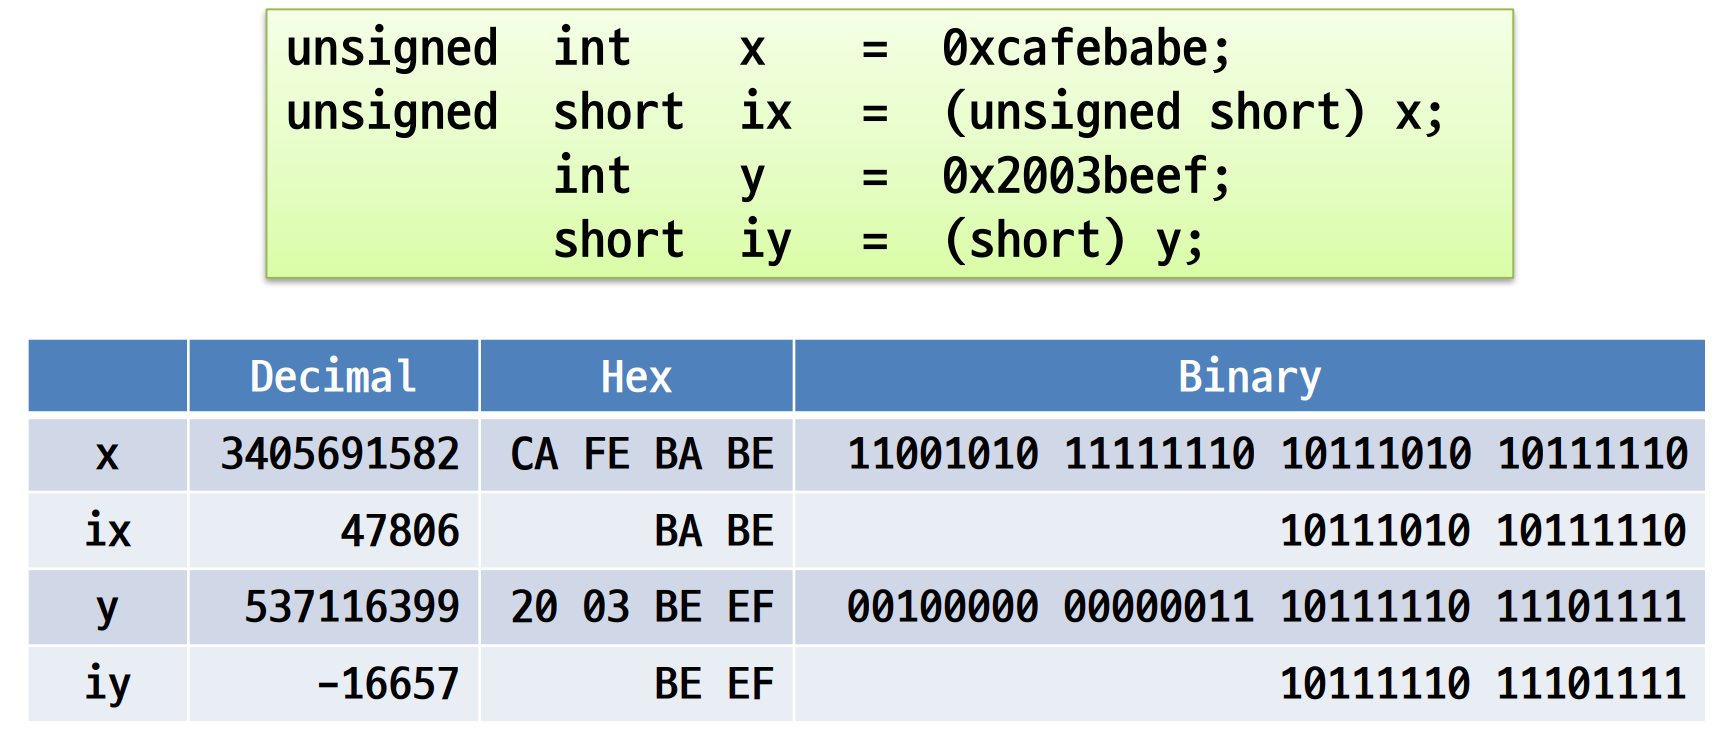 unsigned int x = 0xcafebabe;
unsigned short ix = (unsigned short) x;
int y = 0x2003beef;
short iy = (short) y;
Decimal Hex Binary
x 3405691582 CA FE BA BE 11001010 11111110 10111010 10111110
ix 47806 BA BE 10111010 10111110
y 537116399 20 03 BE EF 00100000 00000011 10111110 11101111
iy -16657 BE EF 10111110 11101111